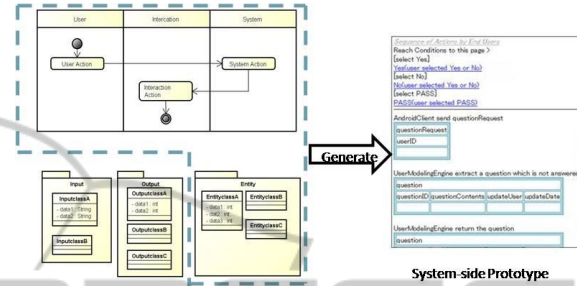 User
Intercation
System
User Action
System Action
Interaction
Action
Input
InputclassA
- data1 : String
- data2 : String
InputclassB
Output
OutputclassA
- data1 : int
- data2 : int
OutputclassB
OutputclassC
Entity
EntityclassA
- data1 : int
- data2 : int
- data3 : int
EntityclassB
EntityclassC
Generate
Sequence of Actions by End Users
Reach Conditions to this page >
[select Yes]
Yes(user selected Yes or No)
[select No]
No(user selected Yes or No)
[select PASS]
PASS(user selected PASS)
AndroidClient send questionRequest
questionRequest
userID
UserModelingEngine extract a question which is not answered
question
questionID questionContents updateUser updateDate
UserModelingEngine return the question
question
System-side Prototype